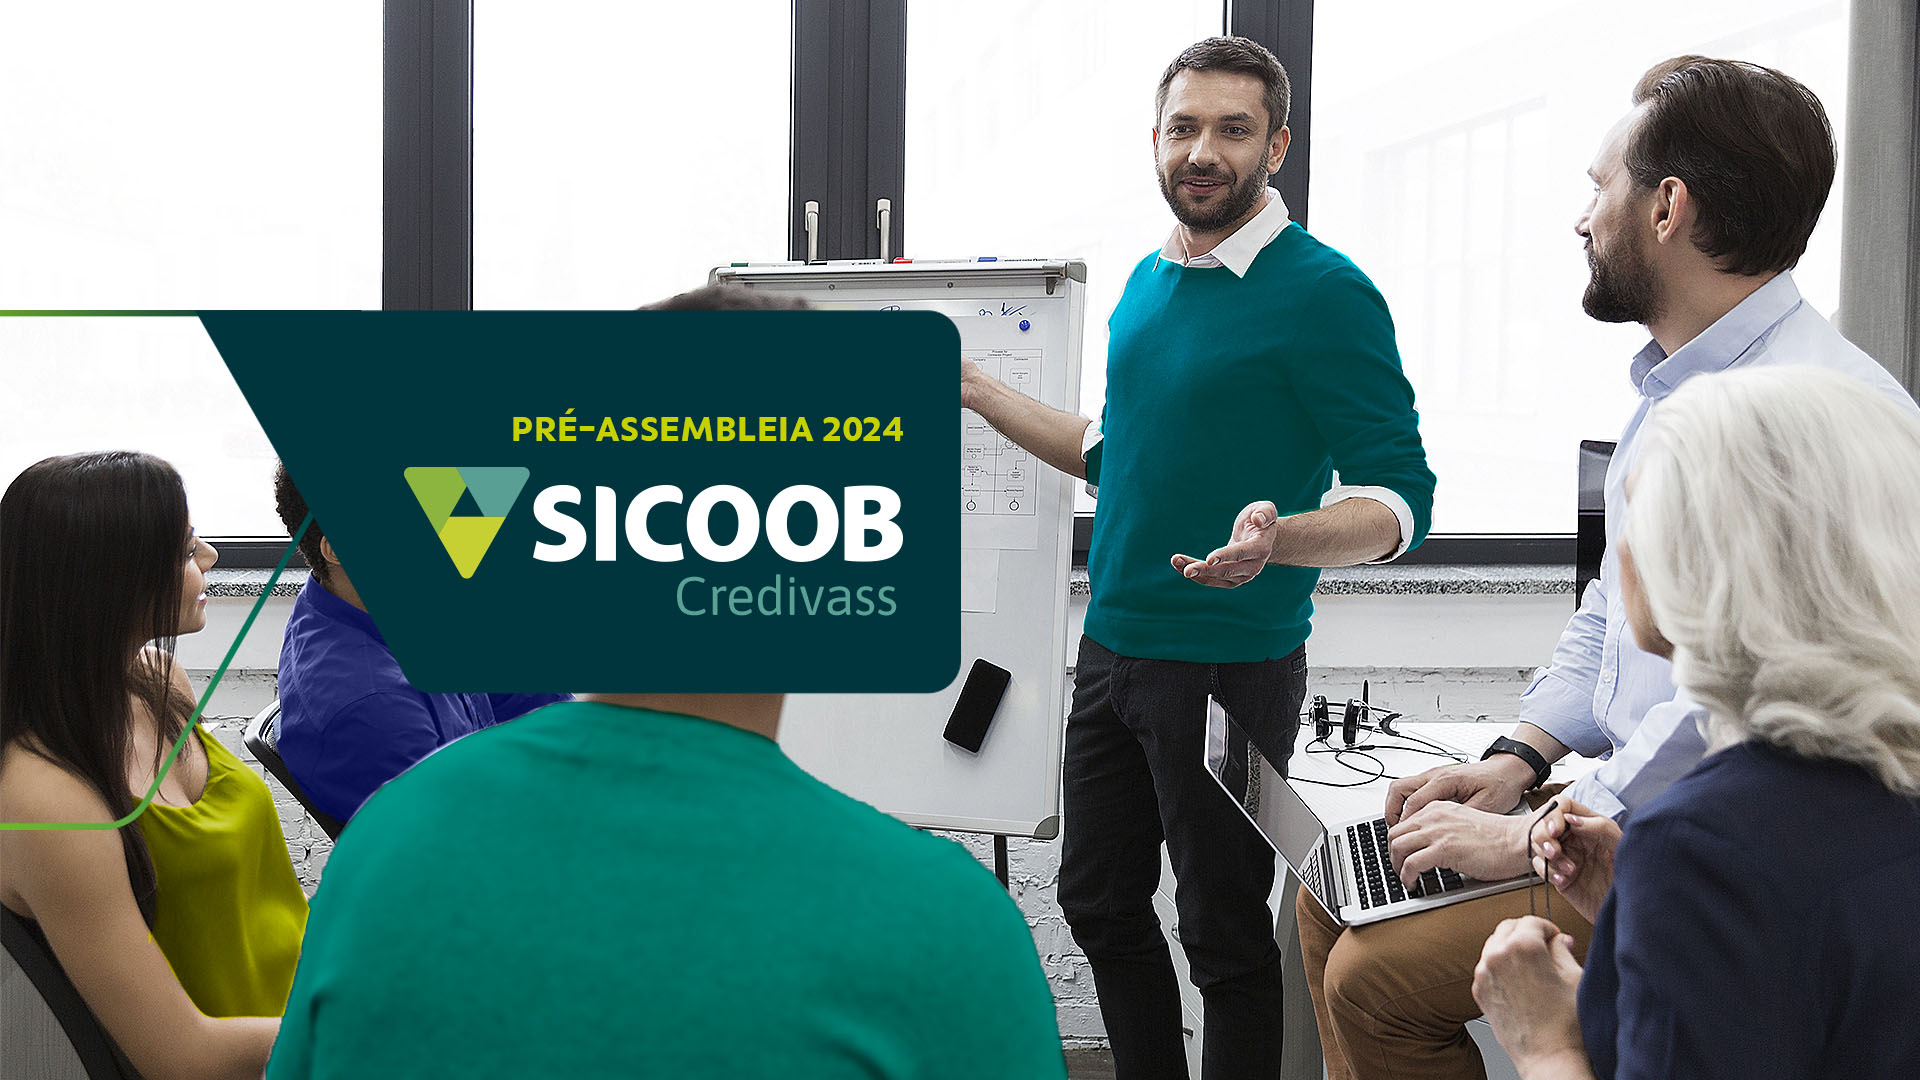 PRÉ-ASSEMBLEIA 2024
SICOOB
Credivass